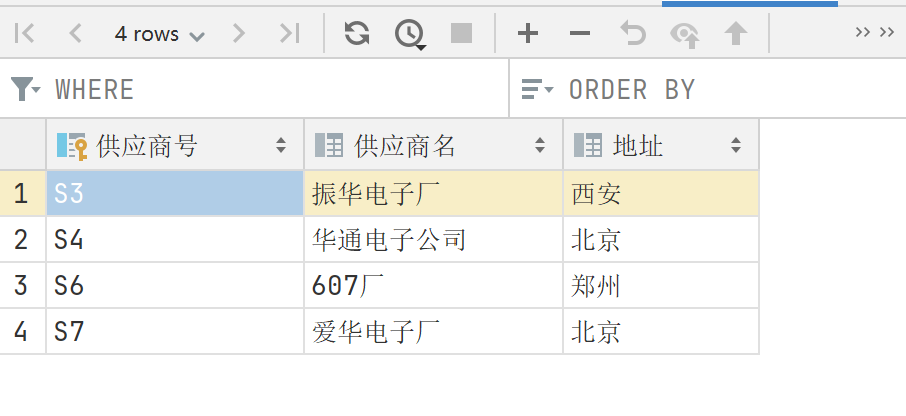 4 rows
WHERE ORDER BY
供应商号 供应商名 地址
1 S3 振华电子厂 西安
2 S4 华通电子公司 北京
3 S6 607厂 郑州
4 S7 爱华电子厂 北京